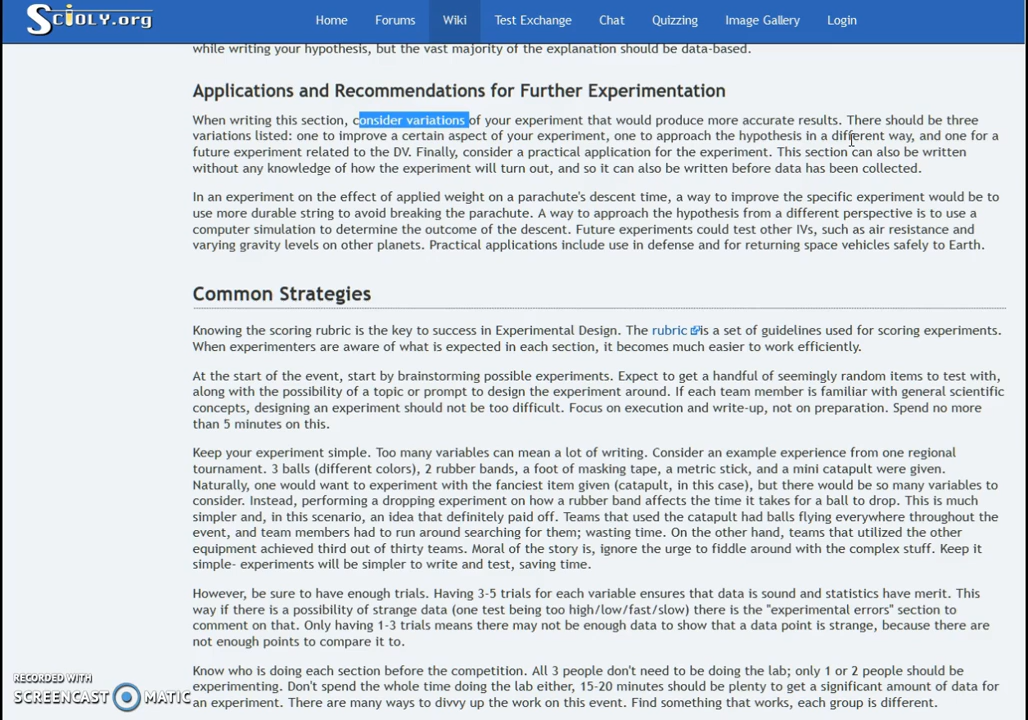 SCIOLY.org
Home Forums Wiki Test Exchange Chat Quizzing Image Gallery Login
while writing your hypothesis, but the vast majority of the explanation should be data-based.
Applications and Recommendations for Further Experimentation
When writing this section, consider variations of your experiment that would produce more accurate results. There should be three
variations listed: one to improve a certain aspect of your experiment, one to approach the hypothesis in a different way, and one for a
future experiment related to the DV. Finally, consider a practical application for the experiment. This section can also be written
without any knowledge of how the experiment will turn out, and so it can also be written before data has been collected.
In an experiment on the effect of applied weight on a parachute's descent time, a way to improve the specific experiment would be to
use more durable string to avoid breaking the parachute. A way to approach the hypothesis from a different perspective is to use a
computer simulation to determine the outcome of the descent. Future experiments could test other IVs, such as air resistance and
varying gravity levels on other planets. Practical applications include use in defense and for returning space vehicles safely to Earth.
Common Strategies
Knowing the scoring rubric is the key to success in Experimental Design. The rubric is a set of guidelines used for scoring experiments.
When experimenters are aware of what is expected in each section, it becomes much easier to work efficiently.
At the start of the event, start by brainstorming possible experiments. Expect to get a handful of seemingly random items to test with,
along with the possibility of a topic or prompt to design the experiment around. If each team member is familiar with general scientific
concepts, designing an experiment should not be too difficult. Focus on execution and write-up, not on preparation. Spend no more
than 5 minutes on this.
Keep your experiment simple. Too many variables can mean a lot of writing. Consider an example experience from one regional
tournament. 3 balls (different colors), 2 rubber bands, a foot of masking tape, a metric stick, and a mini catapult were given.
Naturally, one would want to experiment with the fanciest item given (catapult, in this case), but there would be so many variables to
consider. Instead, performing a dropping experiment on how a rubber band affects the time it takes for a ball to drop. This is much
simpler and, in this scenario, an idea that definitely paid off. Teams that used the catapult had balls flying everywhere throughout the
event, and team members had to run around searching for them; wasting time. On the other hand, teams that utilized the other
equipment achieved third out of thirty teams. Moral of the story is, ignore the urge to fiddle around with the complex stuff. Keep it
simple- experiments will be simpler to write and test, saving time.
However, be sure to have enough trials. Having 3-5 trials for each variable ensures that data is sound and statistics have merit. This
way if there is a possibility of strange data (one test being too high/low/fast/slow) there is the "experimental errors" section to
comment on that. Only having 1-3 trials means there may not be enough data to show that a data point is strange, because there are
not enough points to compare it to.
Know who is doing each section before the competition. All 3 people don't need to be doing the lab; only 1 or 2 people should be
experimenting. Don't spend the whole time doing the lab either, 15-20 minutes should be plenty to get a significant amount of data for
an experiment. There are many ways to divvy up the work on this event. Find something that works, each group is different.
RECORDED WITH
SCREENCAST MATIC